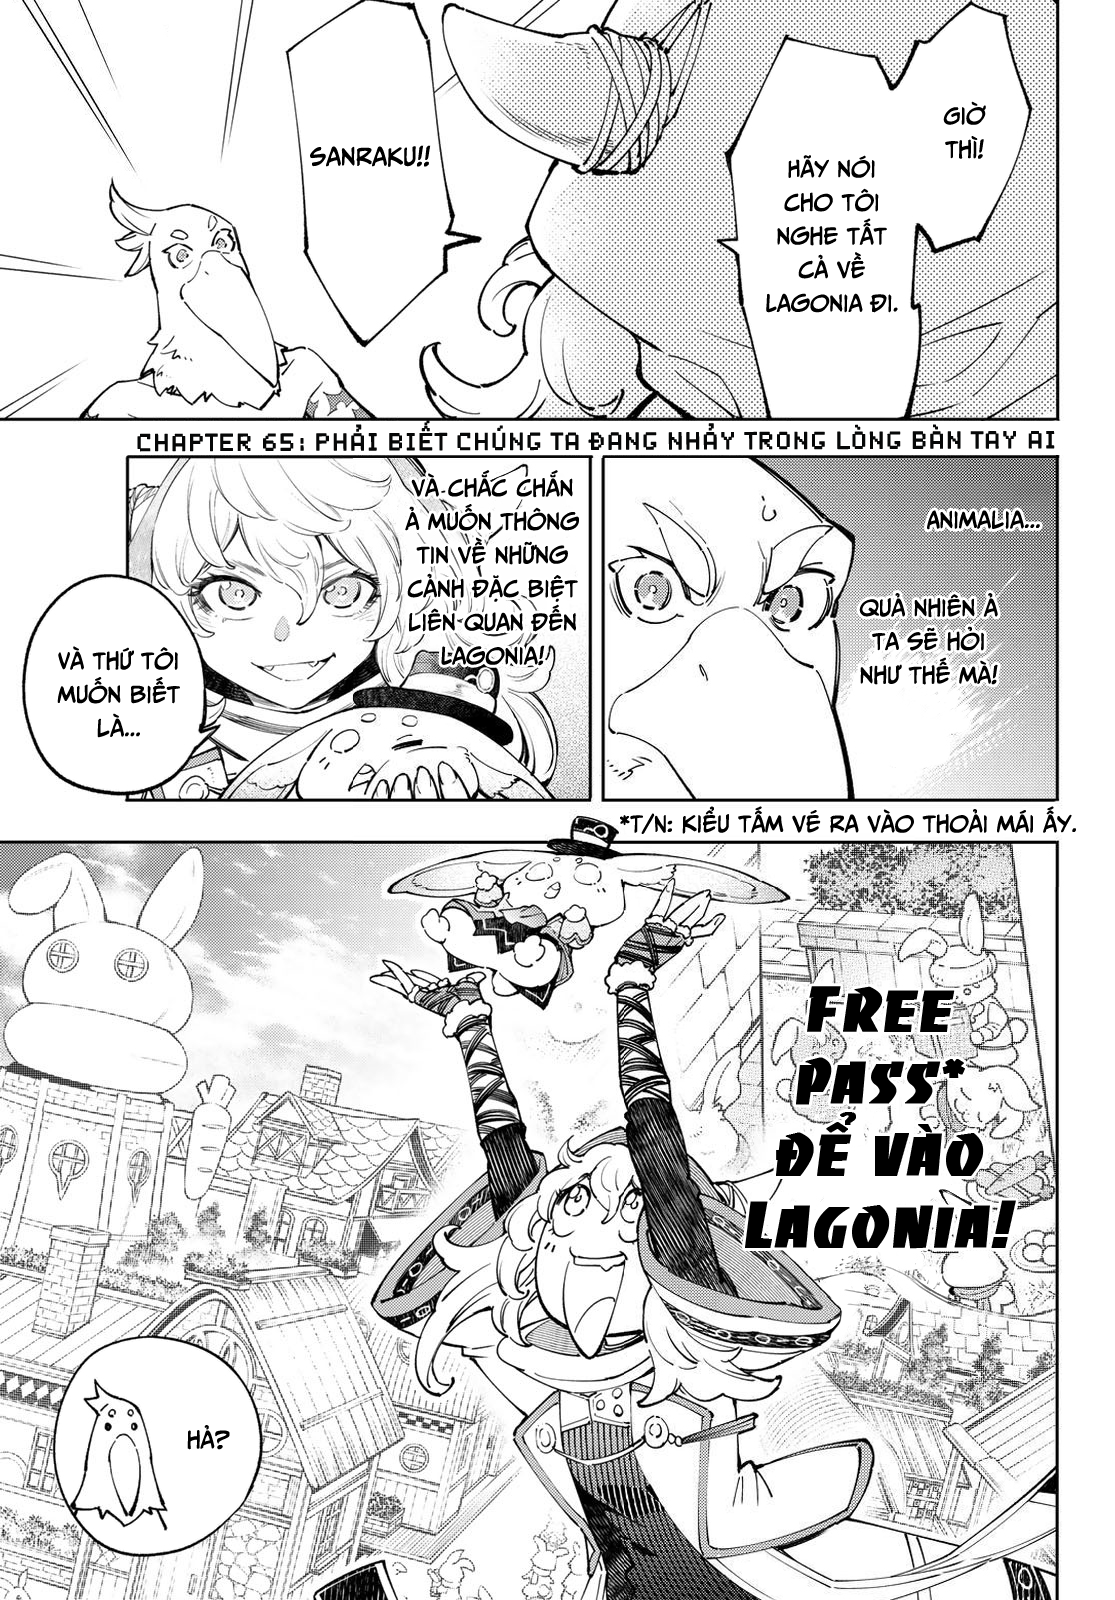 GIỜ
THÌ!
HÃY NÓI
CHO TÔI
NGHE TẤT
CẢ VỀ
LAGONIA ĐI.
SANRAKU!!
CHAPTER 65: PHẢI BIẾT CHÚNG TA ĐANG NHẢY TRONG LÒNG BÀN TAY AI
ANIMALIA...
QUẢ NHIÊN Ả
TA SẼ HỎI
NHƯ THẾ MÀ!
VÀ CHẮC CHẮN
Ả MUỐN THÔNG
TIN VỀ NHỮNG
CẢNH ĐẶC BIỆT
LIÊN QUAN ĐẾN
LAGONIA!!
VÀ THỨ TÔI
MUỐN BIẾT
LÀ...
*T/N: KIỂU TẤM VÉ RA VÀO THOẢI MÁI ẤY.
FREE
PASS*
ĐỂ VÀO
LAGONIA!
HẢ?